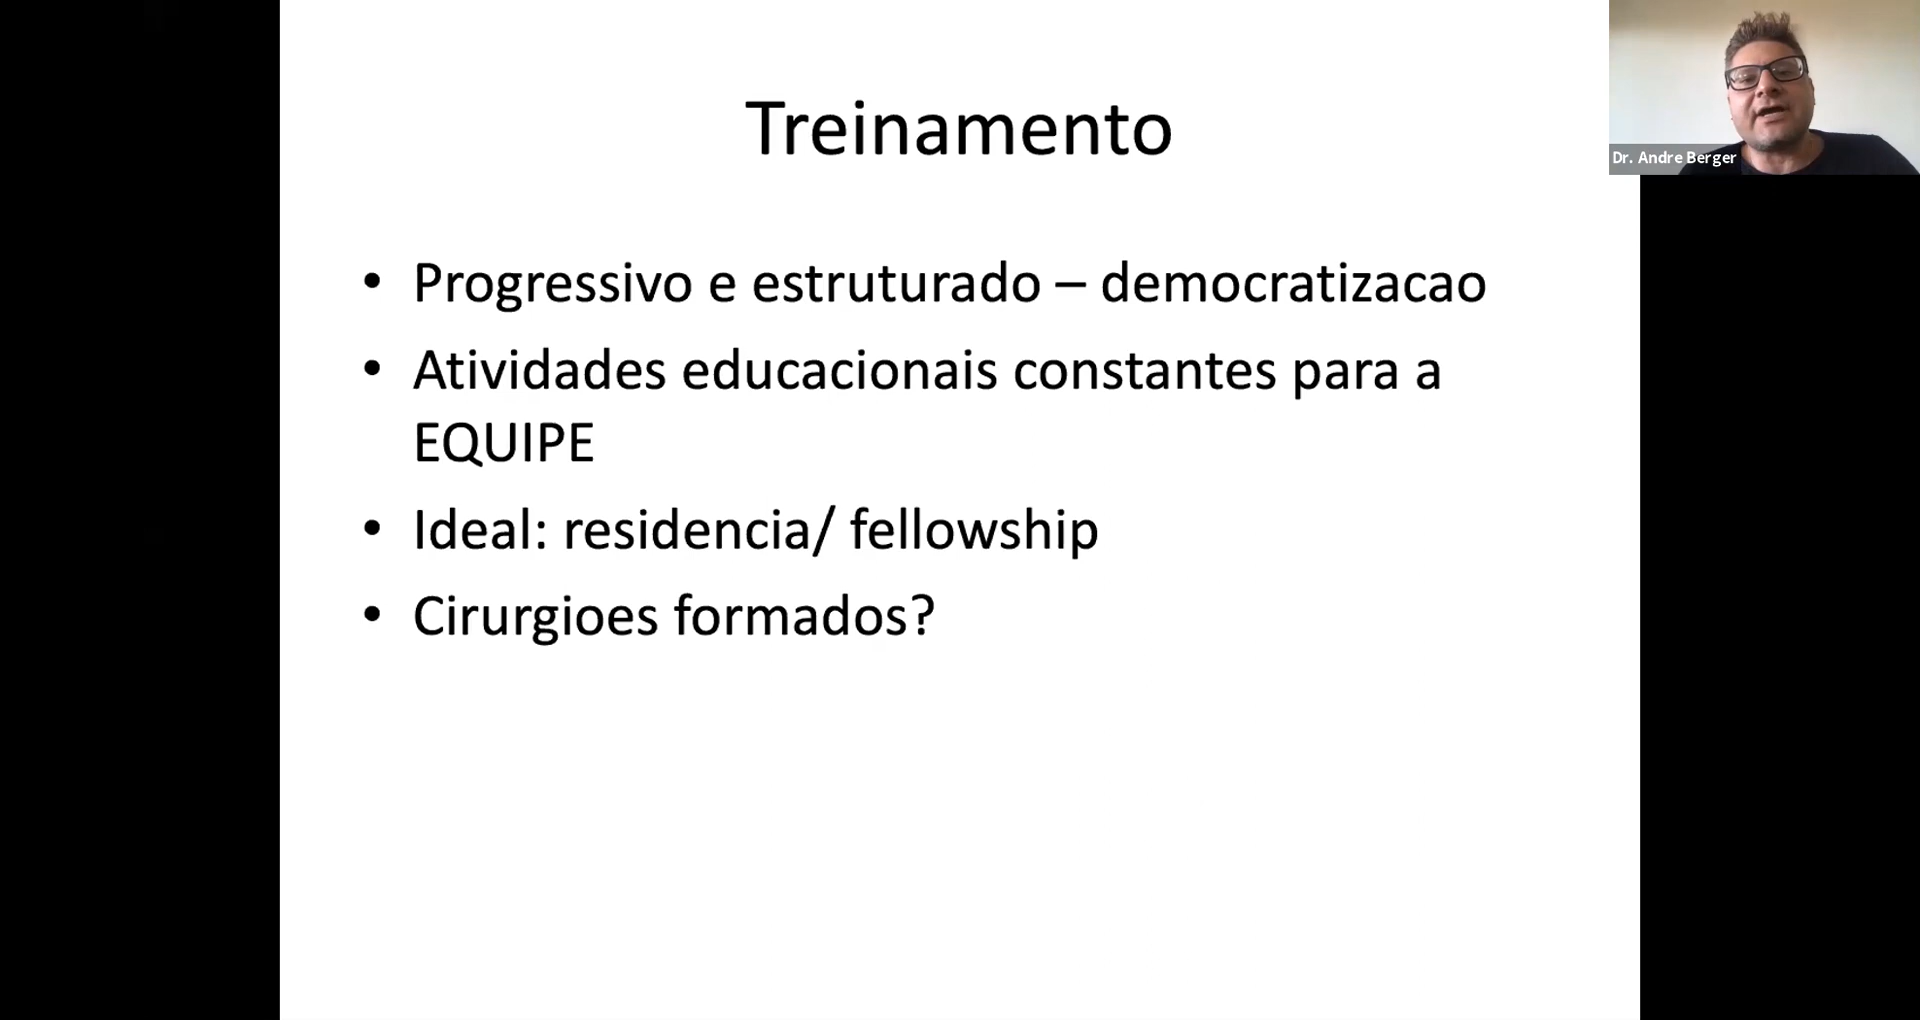 Treinamento
• Progressivo e estruturado – democratizacao
• Atividades educacionais constantes para a
EQUIPE
• Ideal: residencia/ fellowship
• Cirurgioes formados?
Dr. Andre Berger